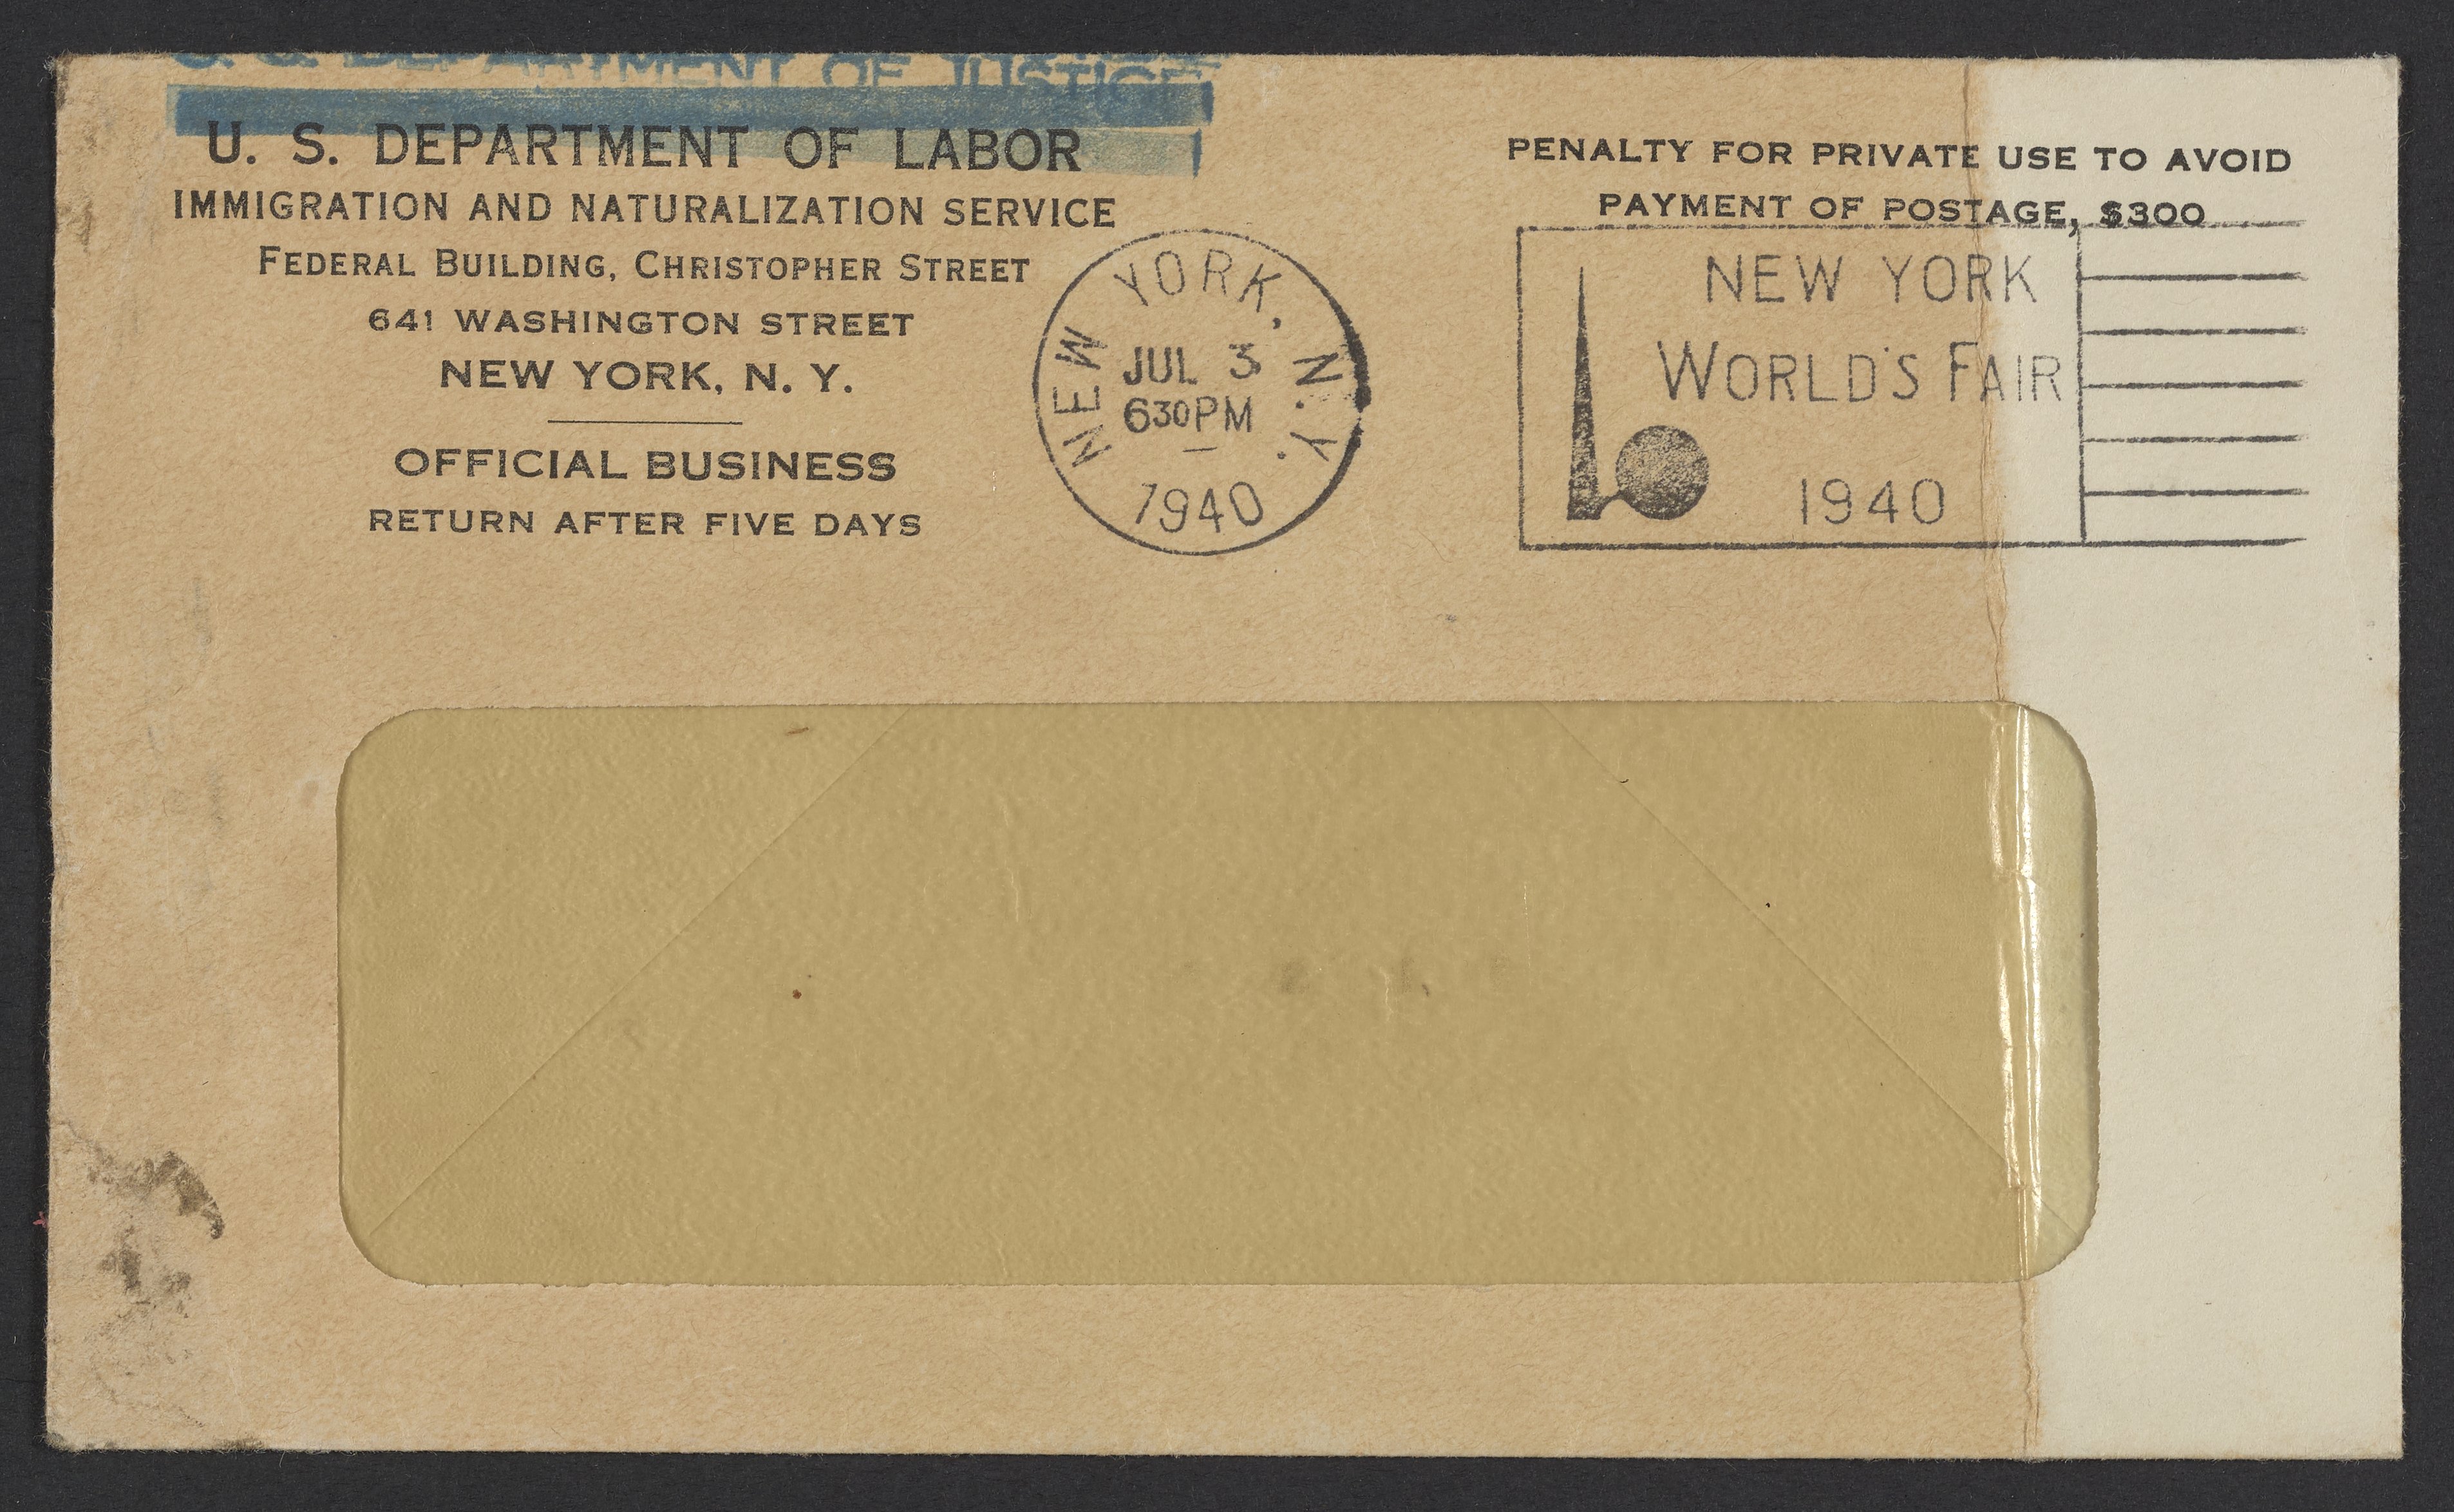 U. S. DEPARTMENT OF JUSTICE
U. S. DEPARTMENT OF LABOR
IMMIGRATION AND NATURALIZATION SERVICE
FEDERAL BUILDING, CHRISTOPHER STREET
641 WASHINGTON STREET
NEW YORK, N. Y.
OFFICIAL BUSINESS
RETURN AFTER FIVE DAYS
NEW YORK, N.Y.
JUL 3
630PM
1940
PENALTY FOR PRIVATE USE TO AVOID
PAYMENT OF POSTAGE, $300
NEW YORK
WORLD'S FAIR
1940